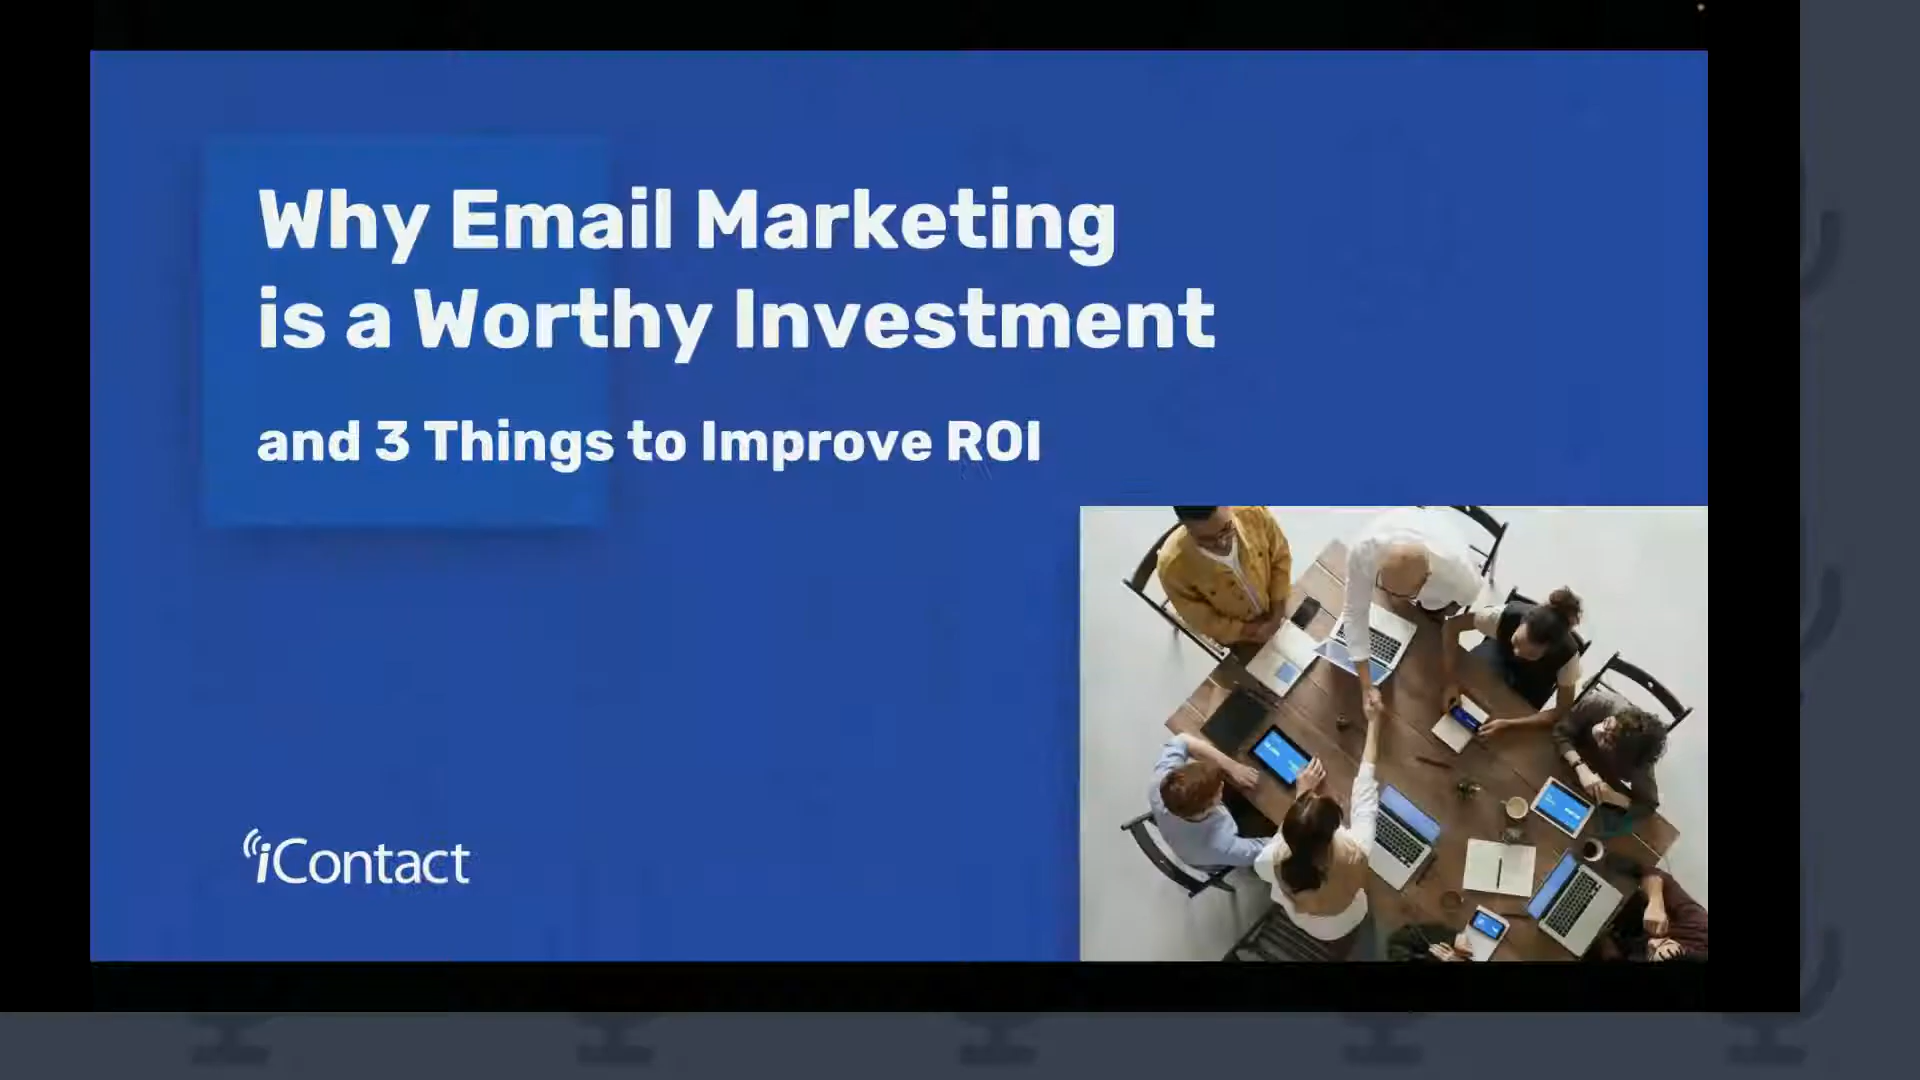 Why Email Marketing
is a Worthy Investment
and 3 Things to Improve ROI
iContact